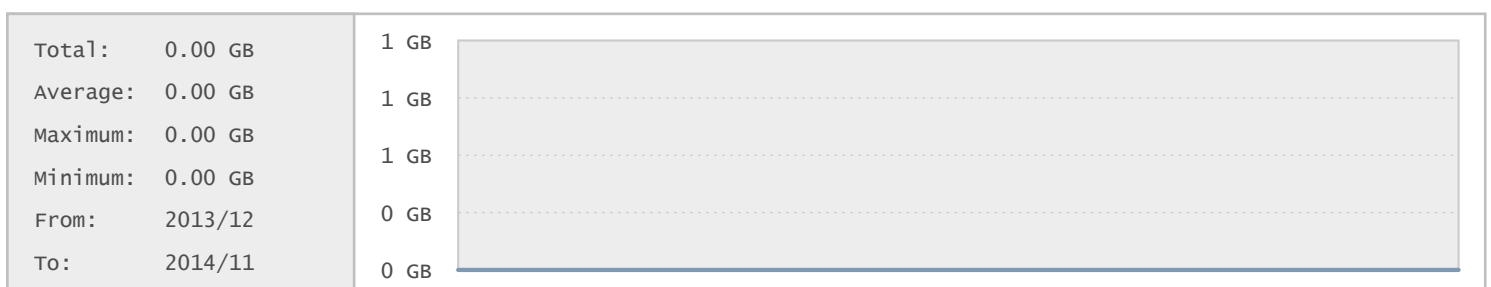 Total: 0.00 GB
Average: 0.00 GB
Maximum: 0.00 GB
Minimum: 0.00 GB
From: 2013/12
To: 2014/11
1 GB
1 GB
1 GB
0 GB
0 GB